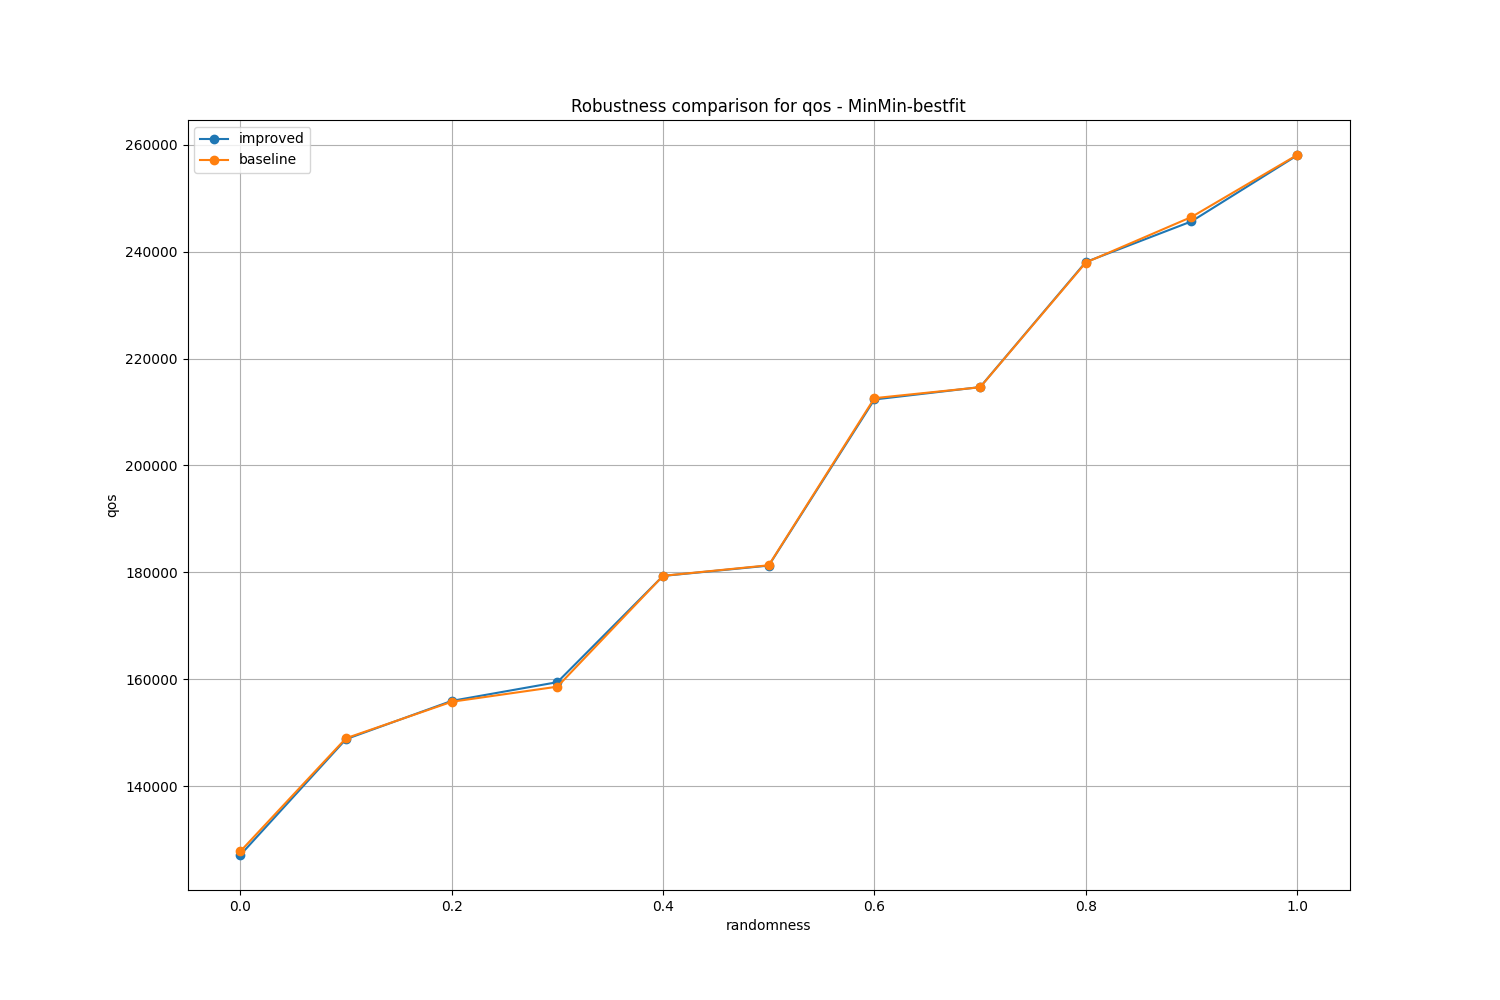 Robustness comparison for qos - MinMin-bestfit
improved
baseline
260000
240000
220000
200000
180000
160000
140000
qos
0.0 0.2 0.4 0.6 0.8 1.0
randomness